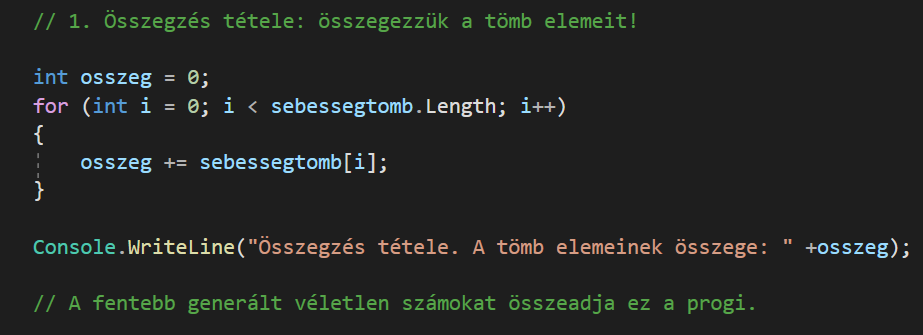 // 1. Összegzés tétele: összegezzük a tömb elemeit!
int osszeg = 0;
for (int i = 0; i < sebessegtomb.Length; i++)
{
osszeg += sebessegtomb[i];
}
Console.WriteLine("Összegzés tétele. A tömb elemeinek összege: " +osszeg);
// A fentebb generált véletlen számokat összeadja ez a progi.